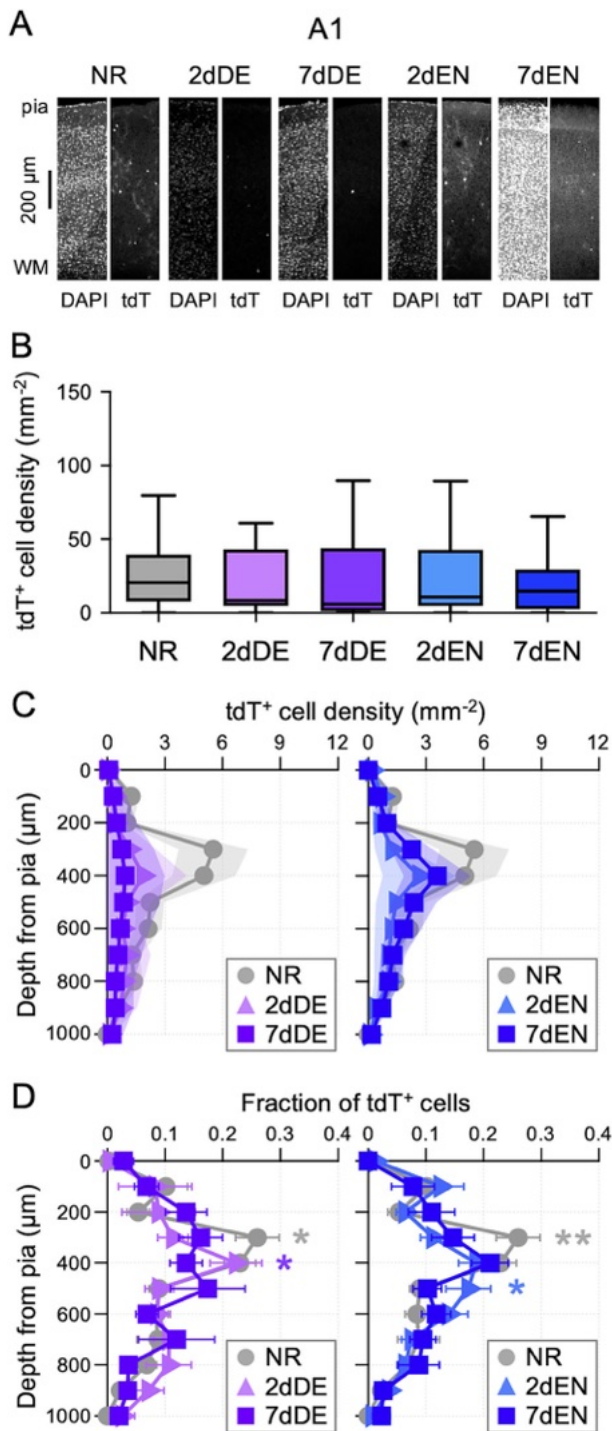 A
A1
NR 2dDE 7dDE 2dEN 7dEN
pia
200 µm
WM
DAPI tdT DAPI tdT DAPI tdT DAPI tdT DAPI tdT
B
tdT⁺ cell density (mm⁻²)
150
100
50
0
NR 2dDE 7dDE 2dEN 7dEN
C
tdT⁺ cell density (mm⁻²)
0 3 6 9 12 0 3 6 9 12
Depth from pia (µm)
0
200
400
600
800
1000
NR
2dDE
7dDE
NR
2dEN
7dEN
D
Fraction of tdT⁺ cells
0 0.1 0.2 0.3 0.4 0 0.1 0.2 0.3 0.4
Depth from pia (µm)
0
200
400
600
800
1000
*
*
**
*
NR
2dDE
7dDE
NR
2dEN
7dEN